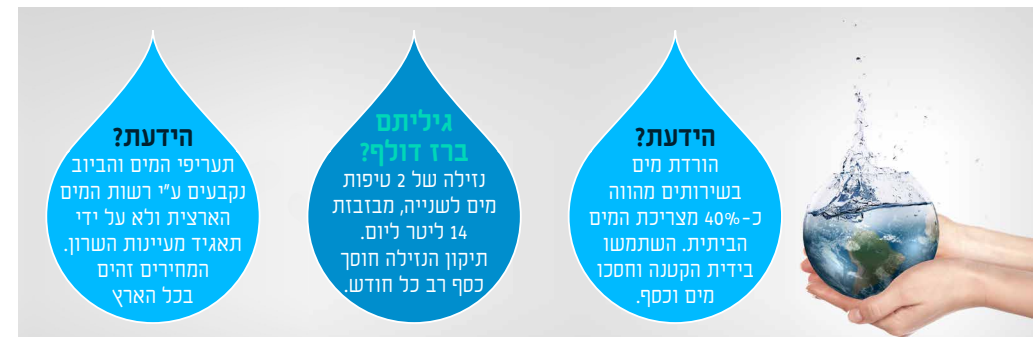 הידעת?
הורדת מים
בשירותים מהווה
כ-40% מצריכת המים
הביתית. השתמשו
בידית הקטנה וחסכו
מים וכסף.
גיליתם
ברז דולף?
נזילה של 2 טיפות
מים לשנייה, מבזבזת
14 ליטר ליום.
תיקון הנזילה חוסך
כסף רב כל חודש.
הידעת?
תעריפי המים והביוב
נקבעים ע"י רשות המים
הארצית ולא על ידי
תאגיד מעיינות השרון.
המחירים זהים
בכל הארץ